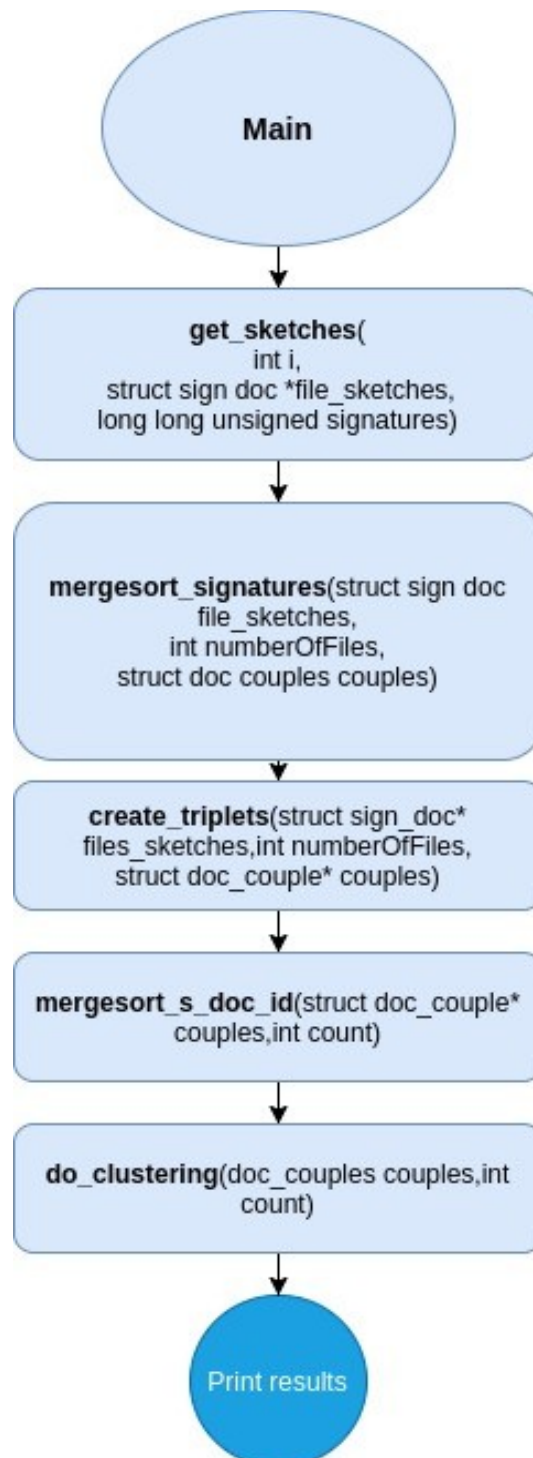 Main
get_sketches(
int i,
struct sign doc *file_sketches,
long long unsigned signatures)
mergesort_signatures(struct sign doc
file_sketches,
int numberOfFiles,
struct doc couples couples)
create_triplets(struct sign_doc*
files_sketches,int numberOfFiles,
struct doc_couple* couples)
mergesort_s_doc_id(struct doc_couple*
couples,int count)
do_clustering(doc_couples couples,int
count)
Print results